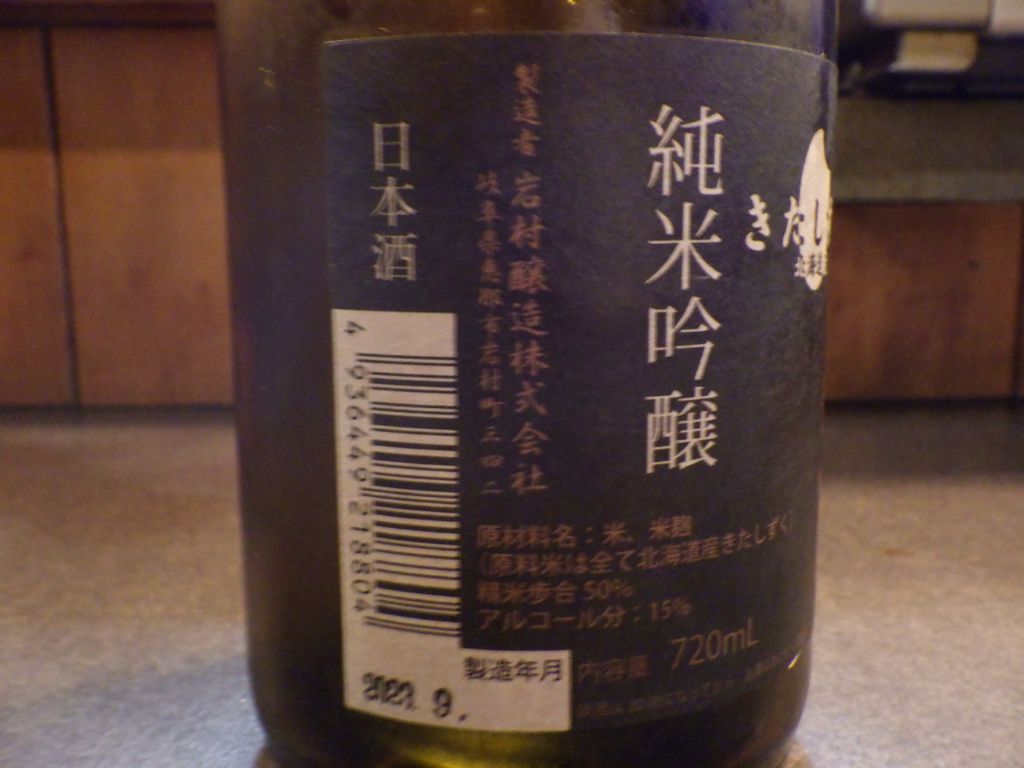 きたし
北海道
純米吟醸
製造者 岩村醸造株式会社
岐阜県恵那市岩村町三四二
日本酒
4 936449 218804
原材料名：米、米麹
（原料米は全て北海道産きたしずく）
精米歩合 50%
アルコール分：15%
内容量 720mL
製造年月
2023. 9.